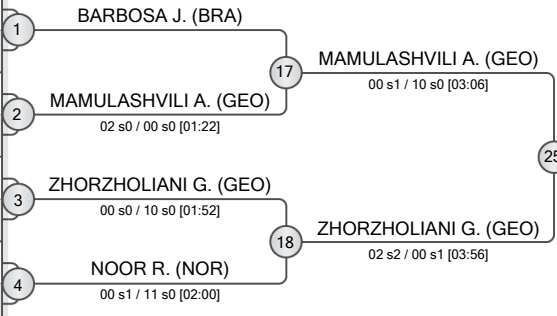 BARBOSA J. (BRA)
1
17
MAMULASHVILI A. (GEO)
00 s1 / 10 s0 [03:06]
MAMULASHVILI A. (GEO)
2
02 s0 / 00 s0 [01:22]
25
ZHORZHOLIANI G. (GEO)
3
00 s0 / 10 s0 [01:52]
18
ZHORZHOLIANI G. (GEO)
02 s2 / 00 s1 [03:56]
NOOR R. (NOR)
4
00 s1 / 11 s0 [02:00]